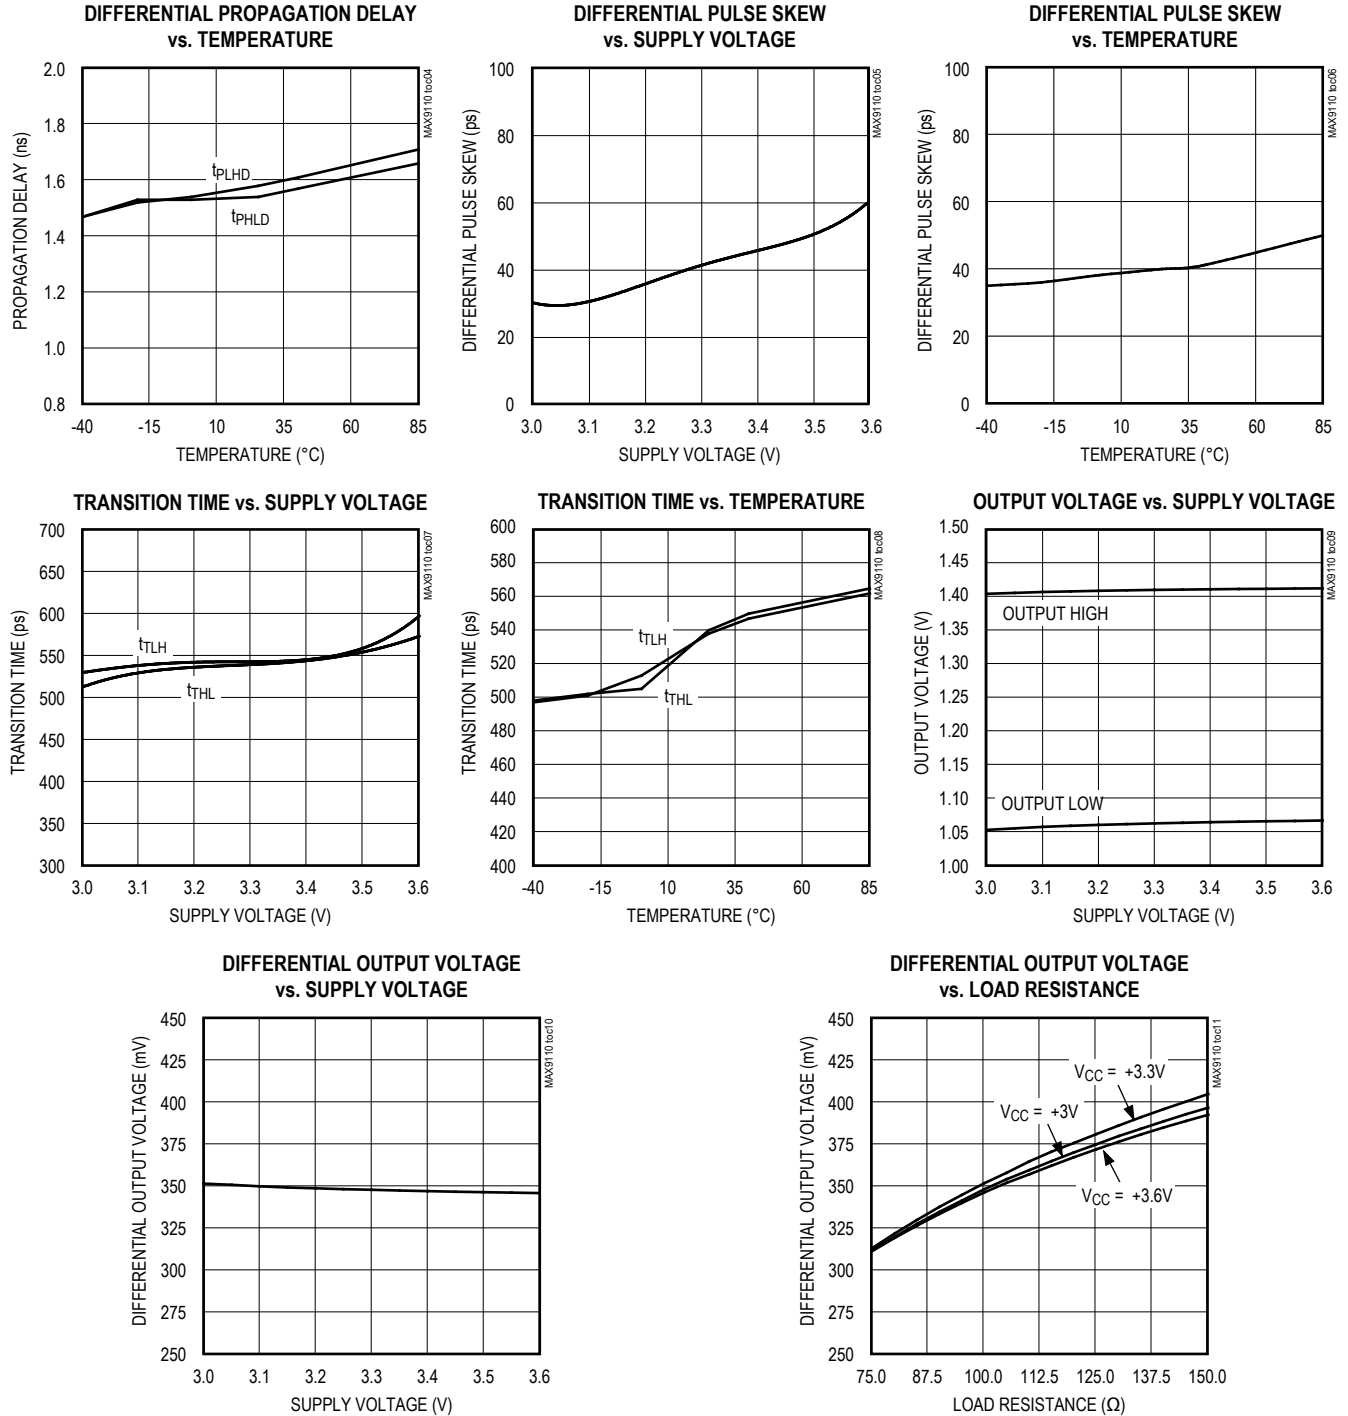 DIFFERENTIAL PROPAGATION DELAY
vs. TEMPERATURE
MAX9110 toc04
PROPAGATION DELAY (ns)
2.0
1.8
1.6
1.4
1.2
1.0
0.8
tPLHD
tPHLD
-40 -15 10 35 60 85
TEMPERATURE (°C)
DIFFERENTIAL PULSE SKEW
vs. SUPPLY VOLTAGE
MAX9110 toc05
DIFFERENTIAL PULSE SKEW (ps)
100
80
60
40
20
0
3.0 3.1 3.2 3.3 3.4 3.5 3.6
SUPPLY VOLTAGE (V)
DIFFERENTIAL PULSE SKEW
vs. TEMPERATURE
MAX9110 toc06
DIFFERENTIAL PULSE SKEW (ps)
100
80
60
40
20
0
-40 -15 10 35 60 85
TEMPERATURE (°C)
TRANSITION TIME vs. SUPPLY VOLTAGE
MAX9110 toc07
TRANSITION TIME (ps)
700
650
600
550
500
450
400
350
300
tTLH
tTHL
3.0 3.1 3.2 3.3 3.4 3.5 3.6
SUPPLY VOLTAGE (V)
TRANSITION TIME vs. TEMPERATURE
MAX9110 toc08
TRANSITION TIME (ps)
600
580
560
540
520
500
480
460
440
420
400
tTLH
tTHL
-40 -15 10 35 60 85
TEMPERATURE (°C)
OUTPUT VOLTAGE vs. SUPPLY VOLTAGE
MAX9110 toc09
OUTPUT VOLTAGE (V)
1.50
1.45
1.40
1.35
1.30
1.25
1.20
1.15
1.10
1.05
1.00
OUTPUT HIGH
OUTPUT LOW
3.0 3.1 3.2 3.3 3.4 3.5 3.6
SUPPLY VOLTAGE (V)
DIFFERENTIAL OUTPUT VOLTAGE
vs. SUPPLY VOLTAGE
MAX9110 toc10
DIFFERENTIAL OUTPUT VOLTAGE (mV)
450
425
400
375
350
325
300
275
250
3.0 3.1 3.2 3.3 3.4 3.5 3.6
SUPPLY VOLTAGE (V)
DIFFERENTIAL OUTPUT VOLTAGE
vs. LOAD RESISTANCE
MAX9110 toc11
DIFFERENTIAL OUTPUT VOLTAGE (mV)
450
425
400
375
350
325
300
275
250
VCC = +3.3V
VCC = +3V
VCC = +3.6V
75.0 87.5 100.0 112.5 125.0 137.5 150.0
LOAD RESISTANCE (Ω)